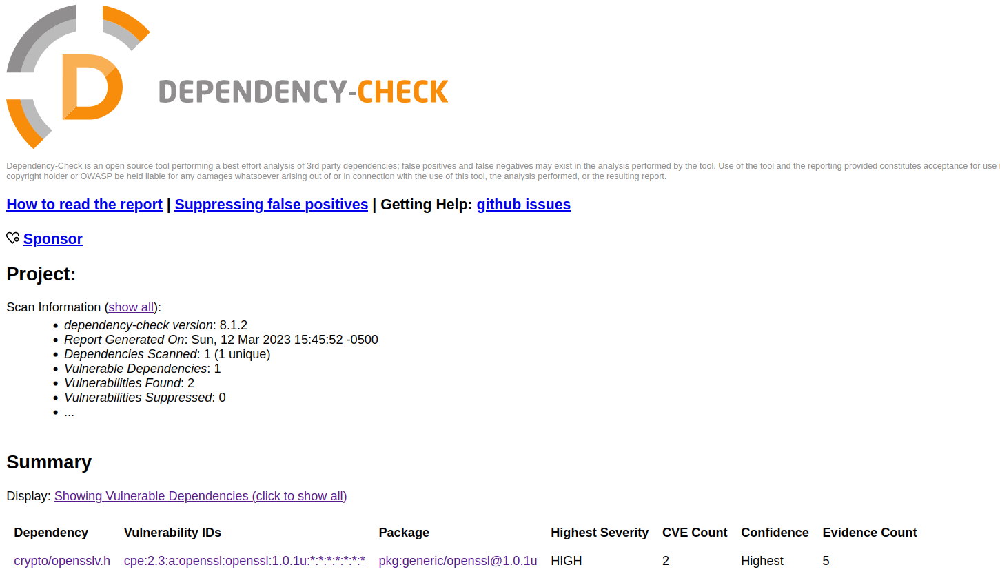 DEPENDENCY-CHECK
Dependency-Check is an open source tool performing a best effort analysis of 3rd party dependencies; false positives and false negatives may exist in the analysis performed by the tool. Use of the tool and the reporting provided constitutes acceptance for use
copyright holder or OWASP be held liable for any damages whatsoever arising out of or in connection with the use of this tool, the analysis performed, or the resulting report.
How to read the report | Suppressing false positives | Getting Help: github issues
Sponsor
Project:
Scan Information (show all):
• dependency-check version: 8.1.2
• Report Generated On: Sun, 12 Mar 2023 15:45:52 -0500
• Dependencies Scanned: 1 (1 unique)
• Vulnerable Dependencies: 1
• Vulnerabilities Found: 2
• Vulnerabilities Suppressed: 0
• ...
Summary
Display: Showing Vulnerable Dependencies (click to show all)
Dependency Vulnerability IDs Package Highest Severity CVE Count Confidence Evidence Count
crypto/opensslv.h cpe:2.3:a:openssl:openssl:1.0.1u:*:*:*:*:*:*:* pkg:generic/openssl@1.0.1u HIGH 2 Highest 5